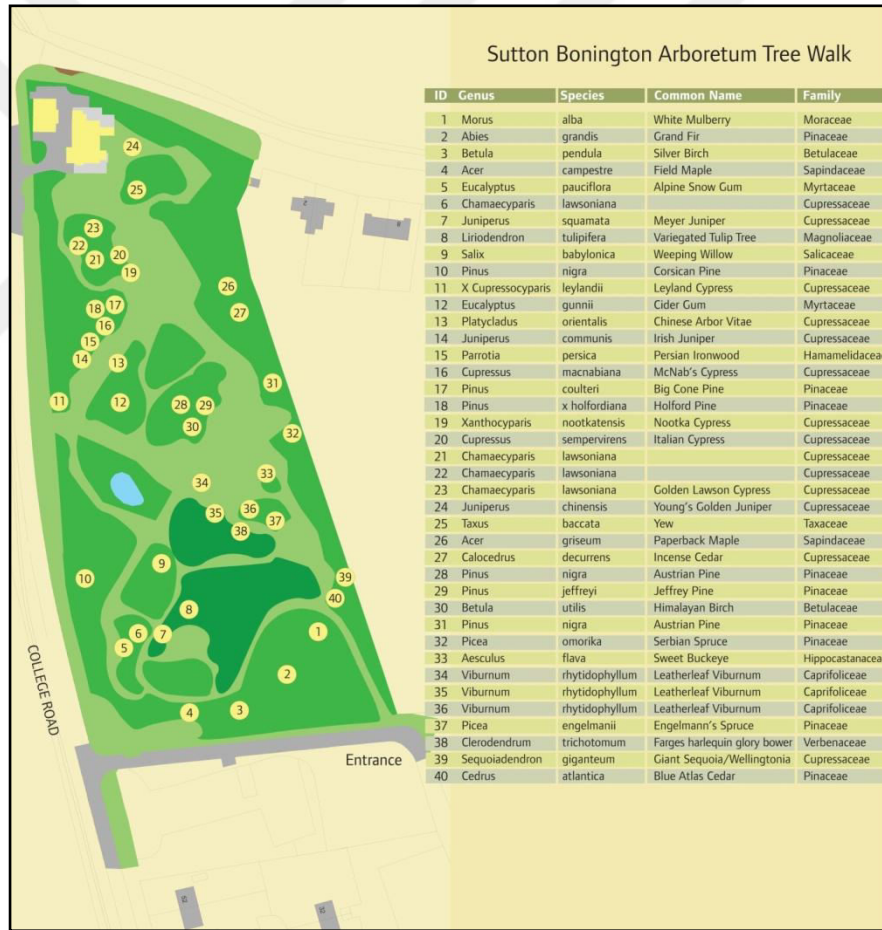 Sutton Bonington Arboretum Tree Walk
ID Genus Species Common Name Family
1 Morus alba White Mulberry Moraceae
2 Abies grandis Grand Fir Pinaceae
3 Betula pendula Silver Birch Betulaceae
4 Acer campestre Field Maple Sapindaceae
5 Eucalyptus pauciflora Alpine Snow Gum Myrtaceae
6 Chamaecyparis lawsoniana Cupressaceae
7 Juniperus squamata Meyer Juniper Cupressaceae
8 Liriodendron tulipifera Variegated Tulip Tree Magnoliaceae
9 Salix babylonica Weeping Willow Salicaceae
10 Pinus nigra Corsican Pine Pinaceae
11 X Cupressocyparis leylandii Leyland Cypress Cupressaceae
12 Eucalyptus gunnii Cider Gum Myrtaceae
13 Platycladus orientalis Chinese Arbor Vitae Cupressaceae
14 Juniperus communis Irish Juniper Cupressaceae
15 Parrotia persica Persian Ironwood Hamamelidaceae
16 Cupressus macnabiana McNab's Cypress Cupressaceae
17 Pinus coulteri Big Cone Pine Pinaceae
18 Pinus x holfordiana Holford Pine Pinaceae
19 Xanthocyparis nootkatensis Nootka Cypress Cupressaceae
20 Cupressus sempervirens Italian Cypress Cupressaceae
21 Chamaecyparis lawsoniana Cupressaceae
22 Chamaecyparis lawsoniana Cupressaceae
23 Chamaecyparis lawsoniana Golden Lawson Cypress Cupressaceae
24 Juniperus chinensis Young's Golden Juniper Cupressaceae
25 Taxus baccata Yew Taxaceae
26 Acer griseum Paperback Maple Sapindaceae
27 Calocedrus decurrens Incense Cedar Cupressaceae
28 Pinus nigra Austrian Pine Pinaceae
29 Pinus jeffreyi Jeffrey Pine Pinaceae
30 Betula utilis Himalayan Birch Betulaceae
31 Pinus nigra Austrian Pine Pinaceae
32 Picea omorika Serbian Spruce Pinaceae
33 Aesculus flava Sweet Buckeye Hippocastanacea
34 Viburnum rhytidophyllum Leatherleaf Viburnum Caprifoliceae
35 Viburnum rhytidophyllum Leatherleaf Viburnum Caprifoliceae
36 Viburnum rhytidophyllum Leatherleaf Viburnum Caprifoliceae
37 Picea engelmanii Engelmann's Spruce Pinaceae
38 Clerodendrum trichotomum Farges harlequin glory bower Verbenaceae
39 Sequoiadendron giganteum Giant Sequoia/Wellingtonia Cupressaceae
40 Cedrus atlantica Blue Atlas Cedar Pinaceae
24
25
23
22
21
20
19
26
27
18
17
16
15
14
13
31
11
12
28
29
30
32
33
34
35
36
37
38
9
10
39
40
8
6
7
5
1
2
4
3
COLLEGE ROAD
Entrance